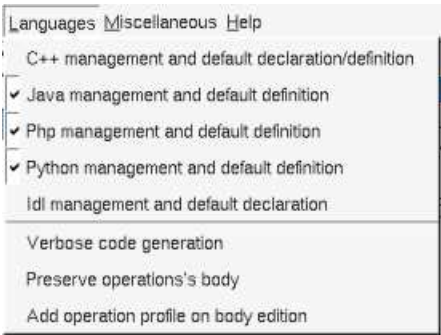 Languages Miscellaneous Help
C++ management and default declaration/definition
Java management and default definition
Php management and default definition
Python management and default definition
Idl management and default declaration
Verbose code generation
Preserve operations's body
Add operation profile on body edition